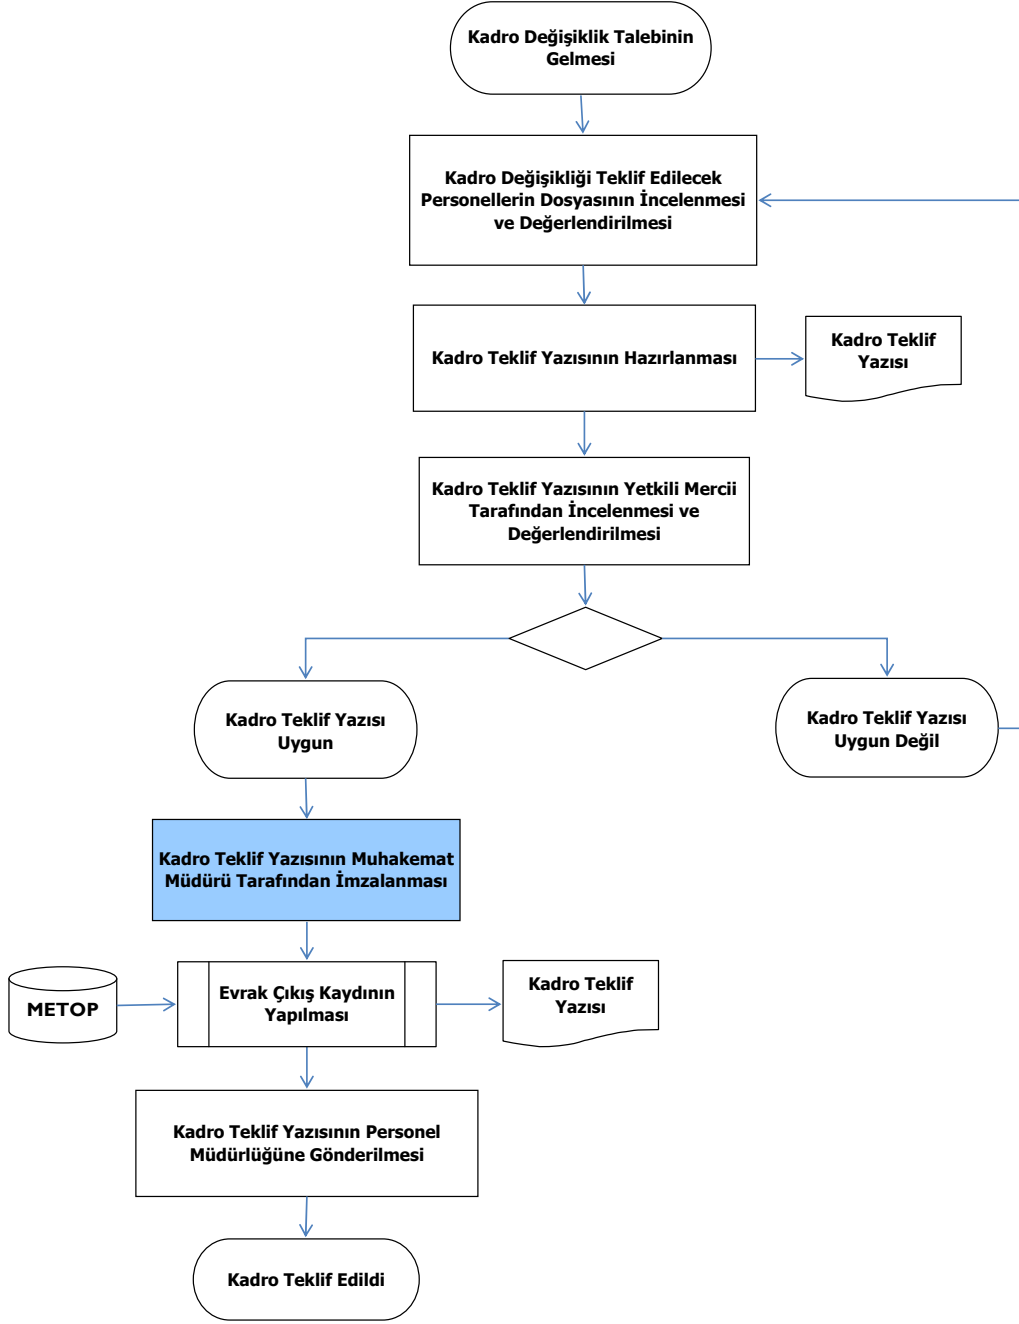 Kadro Değişiklik Talebinin
Gelmesi
Kadro Değişikliği Teklif Edilecek
Personellerin Dosyasının İncelenmesi
ve Değerlendirilmesi
Kadro Teklif Yazısının Hazırlanması
Kadro Teklif
Yazısı
Kadro Teklif Yazısının Yetkili Mercii
Tarafından İncelenmesi ve
Değerlendirilmesi
Kadro Teklif Yazısı
Uygun
Kadro Teklif Yazısı
Uygun Değil
Kadro Teklif Yazısının Muhakemat
Müdürü Tarafından İmzalanması
METOP
Evrak Çıkış Kaydının
Yapılması
Kadro Teklif
Yazısı
Kadro Teklif Yazısının Personel
Müdürlüğüne Gönderilmesi
Kadro Teklif Edildi